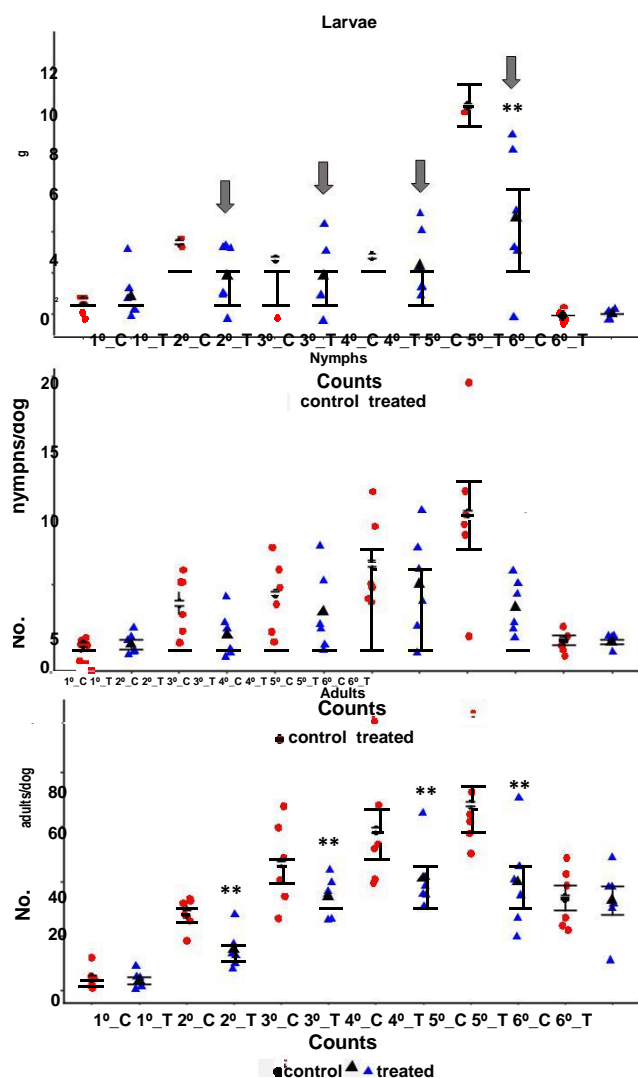 Larvae
12
10
**
8
g
6
4
2
0
1º_C 1º_T 2º_C 2º_T 3º_C 3º_T 4º_C 4º_T 5º_C 5º_T 6º_C 6º_T
Nymphs
Counts
control treated
20
15
10
5
0
No. nympns/dog
1º_C 1º_T 2º_C 2º_T 3º_C 3º_T 4º_C 4º_T 5º_C 5º_T 6º_C 6º_T
Adults
Counts
control treated
80
60
40
20
0
No. adults/dog
** ** ** **
1º_C 1º_T 2º_C 2º_T 3º_C 3º_T 4º_C 4º_T 5º_C 5º_T 6º_C 6º_T
Counts
control treated